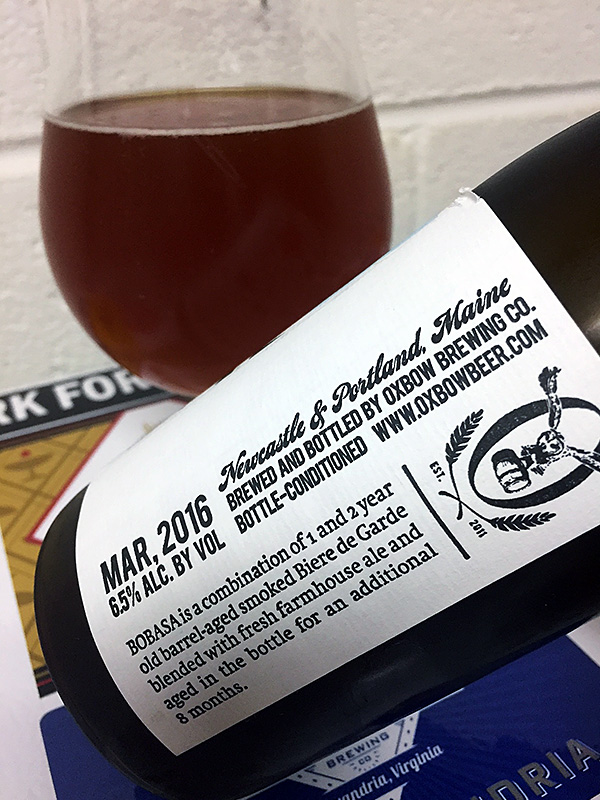 RK FOR
Newcastle & Portland, Maine
MAR, 2016 BREWED AND BOTTLED BY OXBOW BREWING CO.
6.5% ALC. BY VOL BOTTLE-CONDITIONED WWW.OXBOWBEER.COM
BOBASA is a combination of 1 and 2 year
old barrel-aged smoked Biere de Garde
blended with fresh farmhouse ale and
aged in the bottle for an additional
8 months.
EST.
2011
BREWING
CO
andria, Virginia
NDRIA